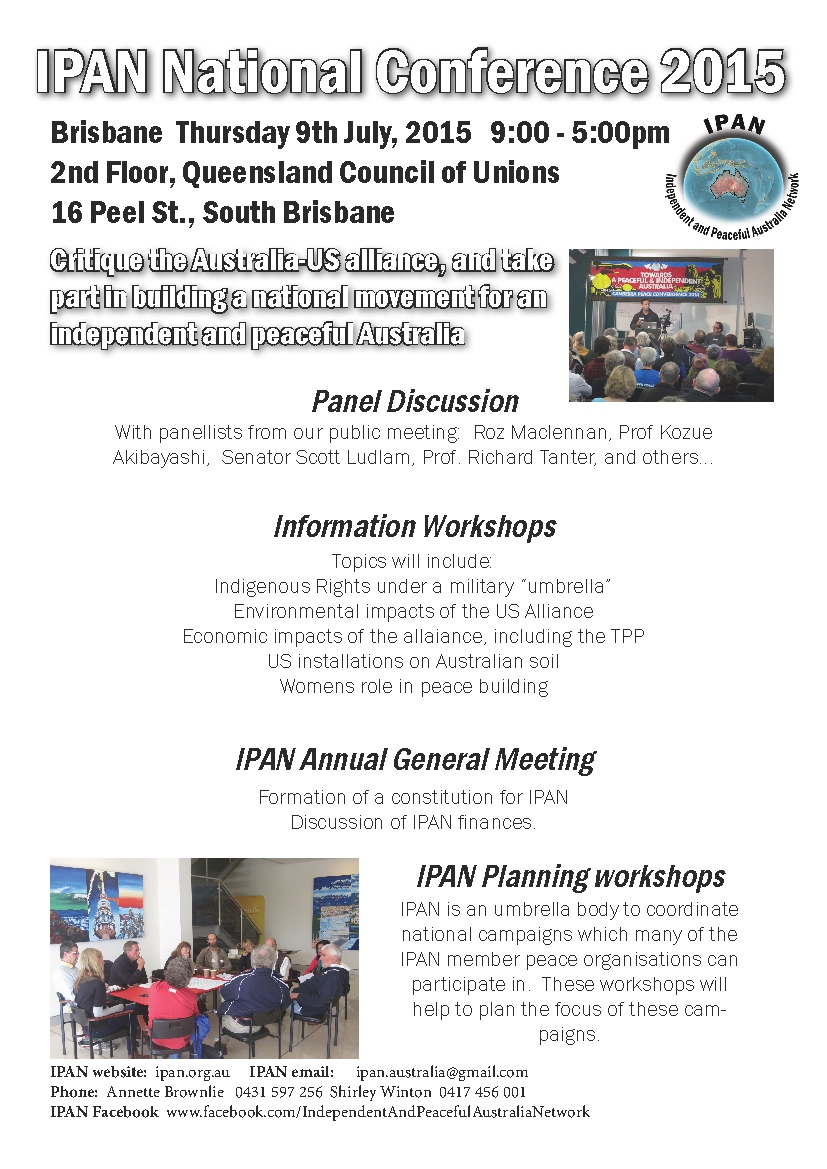 IPAN National Conference 2015
Brisbane  Thursday 9th July, 2015   9:00 - 5:00pm
2nd Floor, Queensland Council of Unions
16 Peel St., South Brisbane
IPAN
Independent and Peaceful Australia Network
Critique the Australia-US alliance, and take
part in building a national movement for an
independent and peaceful Australia
TOWARDS
A PEACEFUL & INDEPENDENT
AUSTRALIA
CANBERRA PEACE CONVERGENCE 2014
Panel Discussion
With panellists from our public meeting:  Roz Maclennan, Prof Kozue
Akibayashi,  Senator Scott Ludlam, Prof. Richard Tanter, and others...
Information Workshops
Topics will include:
Indigenous Rights under a military “umbrella”
Environmental impacts of the US Alliance
Economic impacts of the allaiance, including the TPP
US installations on Australian soil
Womens role in peace building
IPAN Annual General Meeting
Formation of a constitution for IPAN
Discussion of IPAN finances.
IPAN Planning workshops
IPAN is an umbrella body to coordinate
national campaigns which many of the
IPAN member peace organisations can
participate in.  These workshops will
help to plan the focus of these cam-
paigns.
IPAN website:  ipan.org.au    IPAN email:    ipan.australia@gmail.com
Phone:  Annette Brownlie   0431 597 256  Shirley Winton  0417 456 001
IPAN Facebook  www.facebook.com/IndependentAndPeacefulAustraliaNetwork